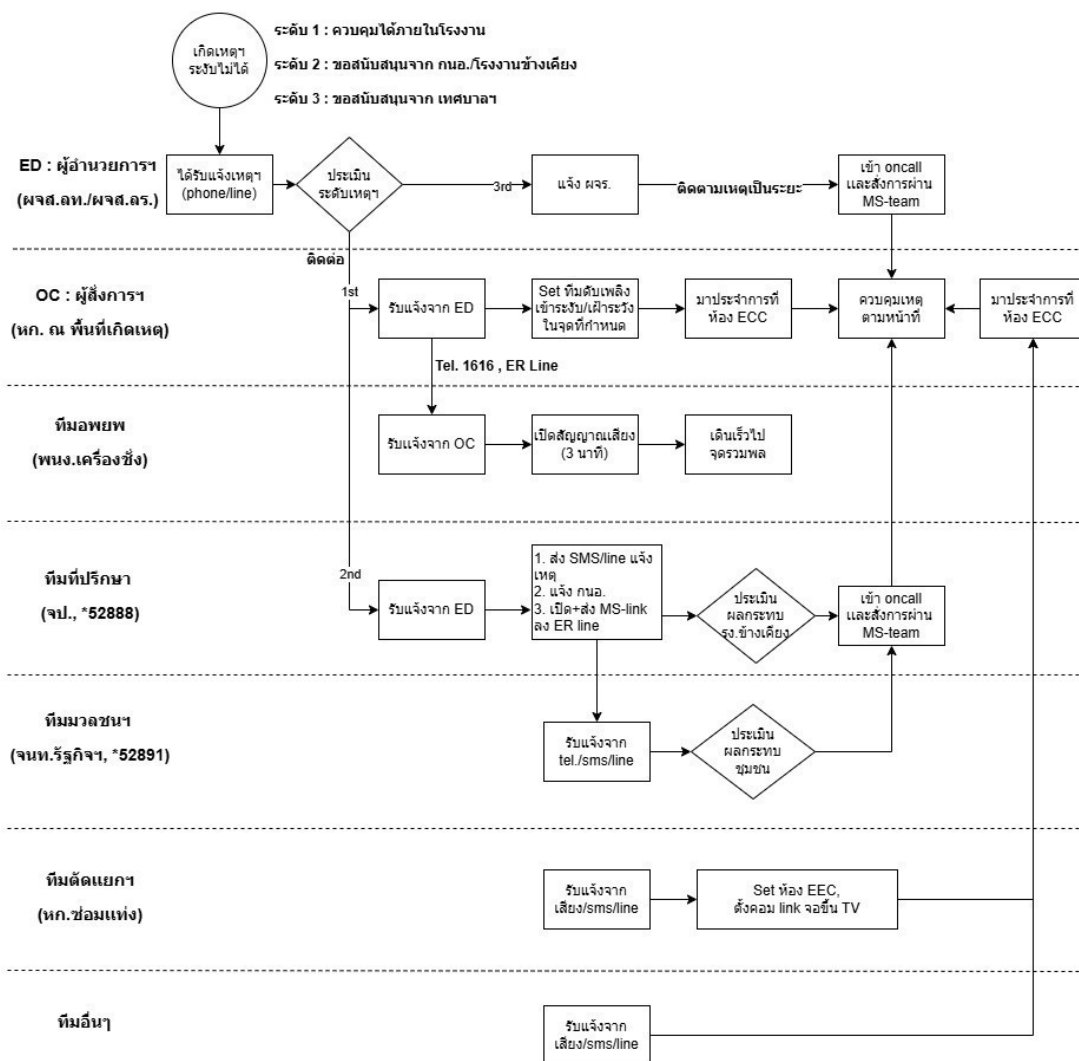 เกิดเหตุฯ
ระงับไม่ได้
ระดับ 1 : ควบคุมได้ภายในโรงงาน
ระดับ 2 : ขอสนับสนุนจาก กนอ./โรงงานข้างเคียง
ระดับ 3 : ขอสนับสนุนจาก เทศบาลฯ
ED : ผู้อำนวยการฯ
(ผจส.ฉท./ผจส.ฉร.)
ได้รับแจ้งเหตุฯ
(phone/line)
ประเมิน
ระดับเหตุฯ
3rd
แจ้ง ผจร.
ติดตามเหตุเป็นระยะ
เข้า oncall
และสั่งการผ่าน
MS-team
ติดต่อ
OC : ผู้สั่งการฯ
(หก. ณ พื้นที่เกิดเหตุ)
1st
รับแจ้งจาก ED
Set ทีมดับเพลิง
เข้าระงับ/เฝ้าระวัง
ในจุดที่กำหนด
มาประจำการที่
ห้อง ECC
ควบคุมเหตุ
ตามหน้าที่
มาประจำการที่
ห้อง ECC
Tel. 1616 , ER Line
ทีมอพยพ
(พนง.เครื่องชั่ง)
รับแจ้งจาก OC
เปิดสัญญาณเสียง
(3 นาที)
เดินเร็วไป
จุดรวมพล
ทีมที่ปรึกษา
(จป., *52888)
2nd
รับแจ้งจาก ED
1. ส่ง SMS/line แจ้ง
เหตุ
2. แจ้ง กนอ.
3. เปิด+ส่ง MS-link
ลง ER line
ประเมิน
ผลกระทบ
รง.ข้างเคียง
เข้า oncall
และสั่งการผ่าน
MS-team
ทีมมวลชนฯ
(จนท.รัฐกิจฯ, *52891)
รับแจ้งจาก
tel./sms/line
ประเมิน
ผลกระทบ
ชุมชน
ทีมตัดแยกฯ
(หก.ซ่อมแท่ง)
รับแจ้งจาก
เสียง/sms/line
Set ห้อง EEC,
ตั้งคอม link จอขึ้น TV
ทีมอื่นๆ
รับแจ้งจาก
เสียง/sms/line